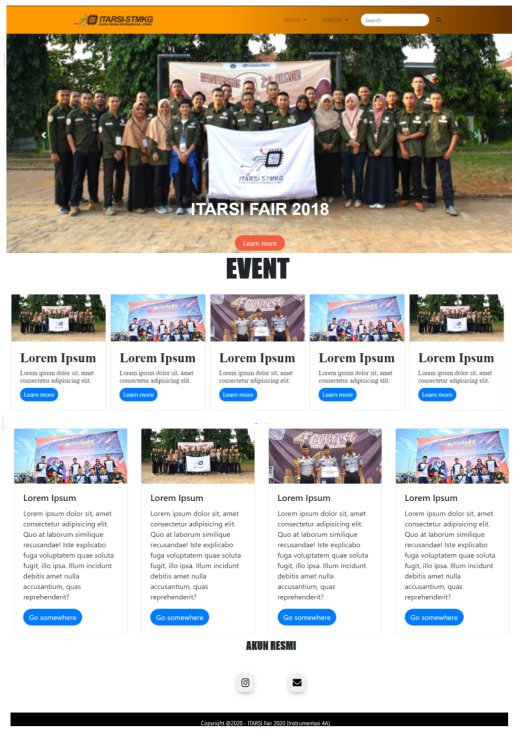 ITARSI-STMKG
PROFIL KONTAK Search
ITARSI-STMKG
ITARSI FAIR 2018
Learn more
EVENT
Lorem Ipsum
Lorem ipsum dolor sit, amet
consectetur adipisicing elit.
Learn more
Lorem Ipsum
Lorem ipsum dolor sit, amet
consectetur adipisicing elit.
Learn more
Lorem Ipsum
Lorem ipsum dolor sit, amet
consectetur adipisicing elit.
Learn more
Lorem Ipsum
Lorem ipsum dolor sit, amet
consectetur adipisicing elit.
Learn more
Lorem Ipsum
Lorem ipsum dolor sit, amet
consectetur adipisicing elit.
Learn more
Lorem Ipsum
Lorem ipsum dolor sit, amet
consectetur adipisicing elit.
Quo at laborum similique
recusandae! Iste explicabo
fuga voluptatem quae soluta
fugit, illo ipsa. Illum incidunt
debitis amet nulla
accusantium, quas
reprehenderit?
Go somewhere
Lorem Ipsum
Lorem ipsum dolor sit, amet
consectetur adipisicing elit.
Quo at laborum similique
recusandae! Iste explicabo
fuga voluptatem quae soluta
fugit, illo ipsa. Illum incidunt
debitis amet nulla
accusantium, quas
reprehenderit?
Go somewhere
Lorem Ipsum
Lorem ipsum dolor sit, amet
consectetur adipisicing elit.
Quo at laborum similique
recusandae! Iste explicabo
fuga voluptatem quae soluta
fugit, illo ipsa. Illum incidunt
debitis amet nulla
accusantium, quas
reprehenderit?
Go somewhere
Lorem Ipsum
Lorem ipsum dolor sit, amet
consectetur adipisicing elit.
Quo at laborum similique
recusandae! Iste explicabo
fuga voluptatem quae soluta
fugit, illo ipsa. Illum incidunt
debitis amet nulla
accusantium, quas
reprehenderit?
Go somewhere
AKUN RESMI
Copyright @2020 - ITARSI Fair 2020 (Instrumentasi 4A)